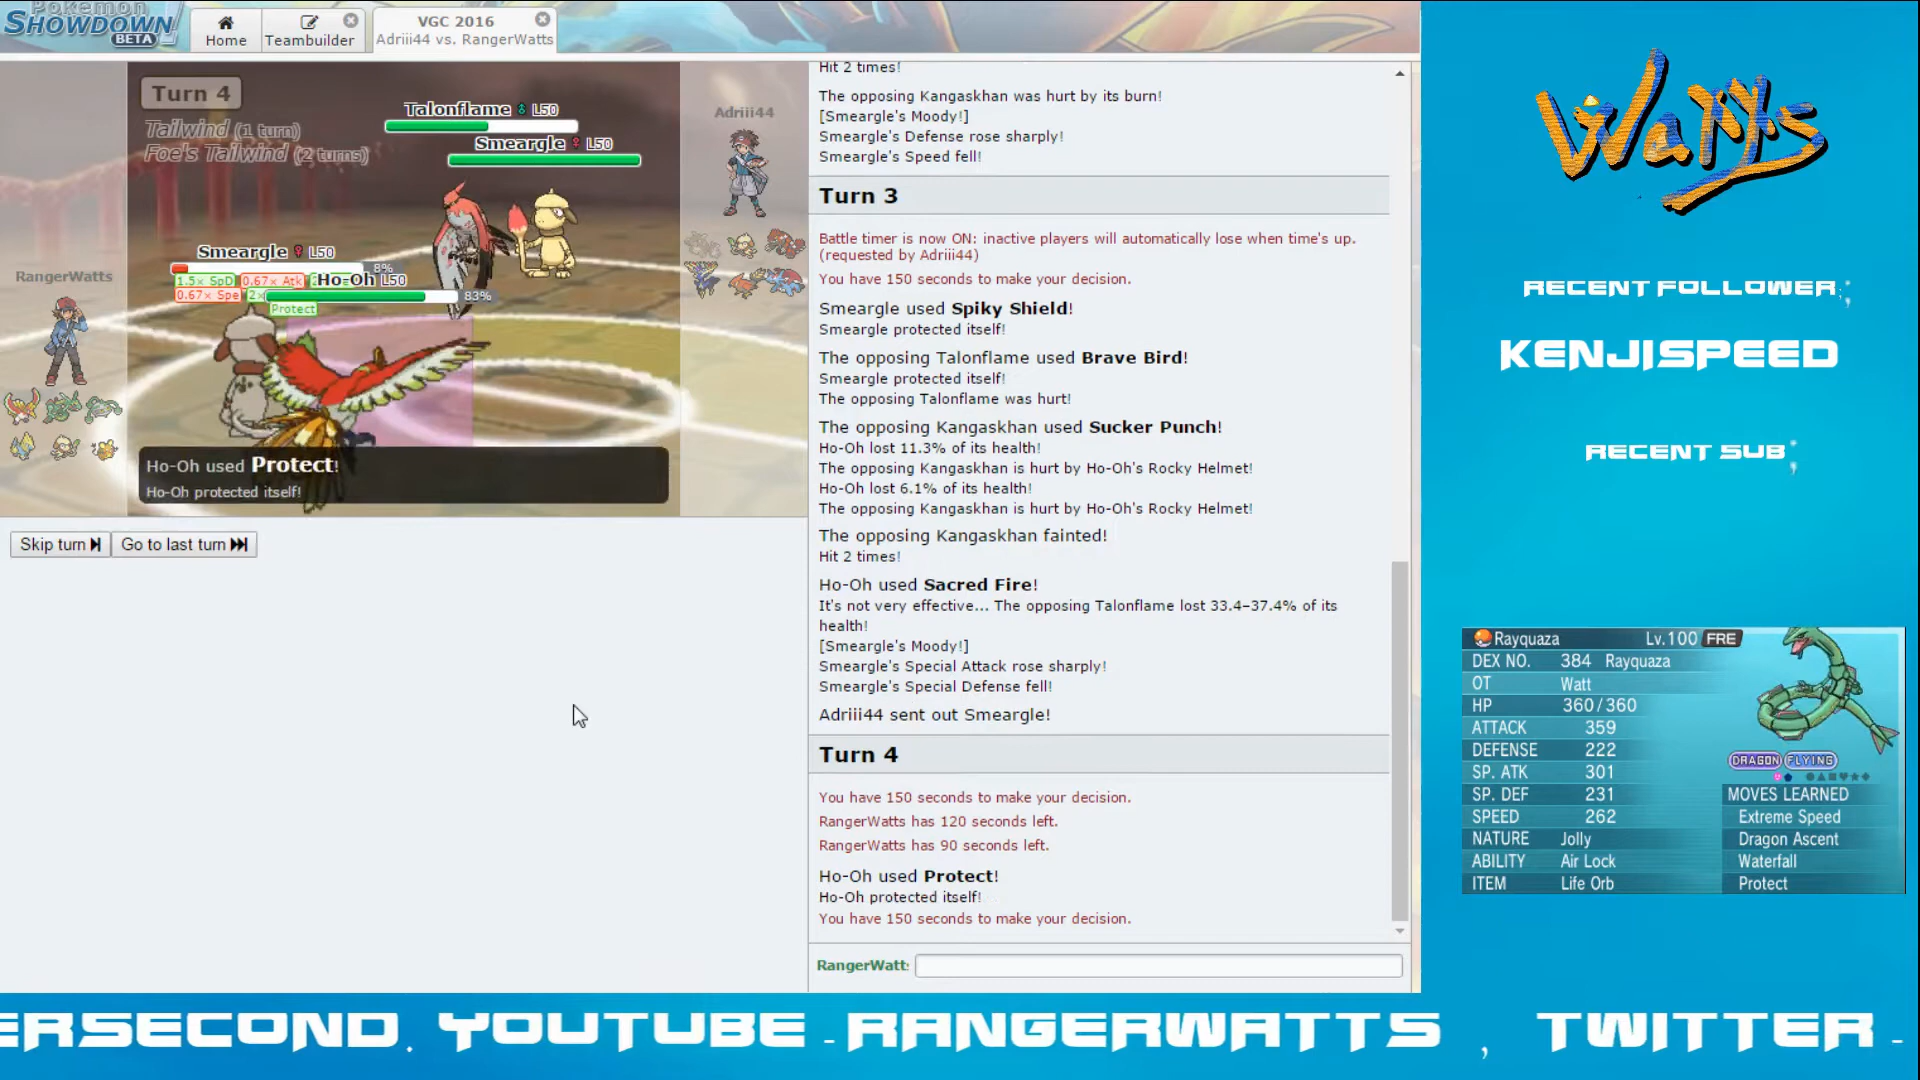 Pokémon
SHOWDOWN
BETA
Home
Teambuilder
VGC 2016
Adriii44 vs. RangerWatts
Turn 4
Tailwind (1 turn)
Foe's Tailwind (2 turns)
Talonflame L50
Smeargle L50
Adriii44
RangerWatts
Smeargle L50
8%
1.5× SpD 0.67× Atk
Ho-Oh L50
0.67× Spe
83%
Protect
Ho-Oh used Protect!
Ho-Oh protected itself!
Skip turn
Go to last turn
Hit 2 times!
The opposing Kangaskhan was hurt by its burn!
[Smeargle's Moody!]
Smeargle's Defense rose sharply!
Smeargle's Speed fell!
Turn 3
Battle timer is now ON: inactive players will automatically lose when time's up.
(requested by Adriii44)
You have 150 seconds to make your decision.
Smeargle used Spiky Shield!
Smeargle protected itself!
The opposing Talonflame used Brave Bird!
Smeargle protected itself!
The opposing Talonflame was hurt!
The opposing Kangaskhan used Sucker Punch!
Ho-Oh lost 11.3% of its health!
The opposing Kangaskhan is hurt by Ho-Oh's Rocky Helmet!
Ho-Oh lost 6.1% of its health!
The opposing Kangaskhan is hurt by Ho-Oh's Rocky Helmet!
The opposing Kangaskhan fainted!
Hit 2 times!
Ho-Oh used Sacred Fire!
It's not very effective... The opposing Talonflame lost 33.4–37.4% of its
health!
[Smeargle's Moody!]
Smeargle's Special Attack rose sharply!
Smeargle's Special Defense fell!
Adriii44 sent out Smeargle!
Turn 4
You have 150 seconds to make your decision.
RangerWatts has 120 seconds left.
RangerWatts has 90 seconds left.
Ho-Oh used Protect!
Ho-Oh protected itself!
You have 150 seconds to make your decision.
RangerWatt:
Watts
RECENT FOLLOWER;
KENJISPEED
RECENT SUB;
Rayquaza Lv.100 FRE
DEX NO. 384 Rayquaza
OT Watt
HP 360/360
ATTACK 359
DEFENSE 222
SP. ATK 301
SP. DEF 231
SPEED 262
NATURE Jolly
ABILITY Air Lock
ITEM Life Orb
DRAGON FLYING
MOVES LEARNED
Extreme Speed
Dragon Ascent
Waterfall
Protect
ERSECOND. YOUTUBE - RANGERWATTS , TWITTER -